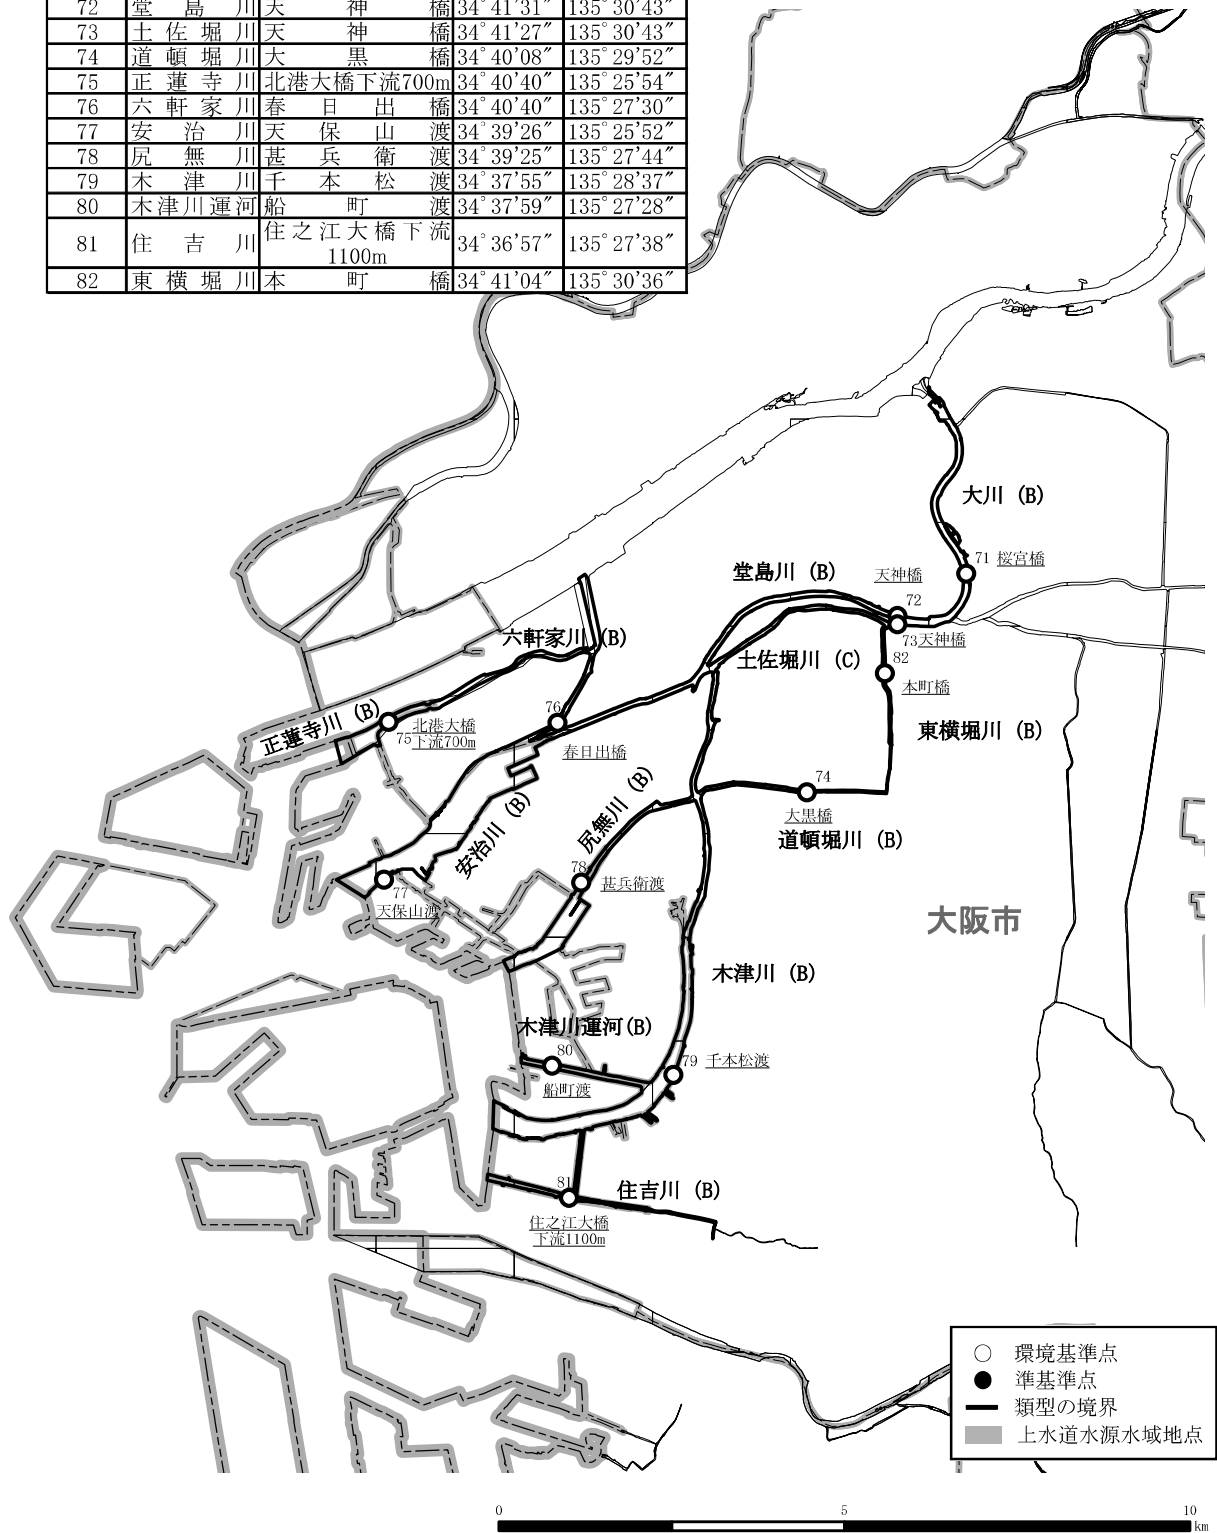 72 堂島川 天神橋 34°41'31″ 135°30'43″
73 土佐堀川 天神橋 34°41'27″ 135°30'43″
74 道頓堀川 大黒橋 34°40'08″ 135°29'52″
75 正蓮寺川 北港大橋下流700m 34°40'40″ 135°25'54″
76 六軒家川 春日出橋 34°40'40″ 135°27'30″
77 安治川 天保山渡 34°39'26″ 135°25'52″
78 尻無川 甚兵衛渡 34°39'25″ 135°27'44″
79 木津川 千本松渡 34°37'55″ 135°28'37″
80 木津川運河 船町渡 34°37'59″ 135°27'28″
81 住吉川 住之江大橋下流
1100m 34°36'57″ 135°27'38″
82 東横堀川 本町橋 34°41'04″ 135°30'36″
大川 (B)
71 桜宮橋
堂島川 (B)
天神橋
72
73天神橋
六軒家川 (B)
土佐堀川 (C)
82
本町橋
正蓮寺川 (B)
75
北港大橋
下流700m
76
春日出橋
東横堀川 (B)
74
大黒橋
道頓堀川 (B)
安治川 (B)
尻無川 (B)
77
天保山渡
78
甚兵衛渡
大阪市
木津川 (B)
木津川運河(B)
80
船町渡
79 千本松渡
81
住吉川 (B)
住之江大橋
下流1100m
環境基準点
準基準点
類型の境界
上水道水源水域地点
0 5 10
km